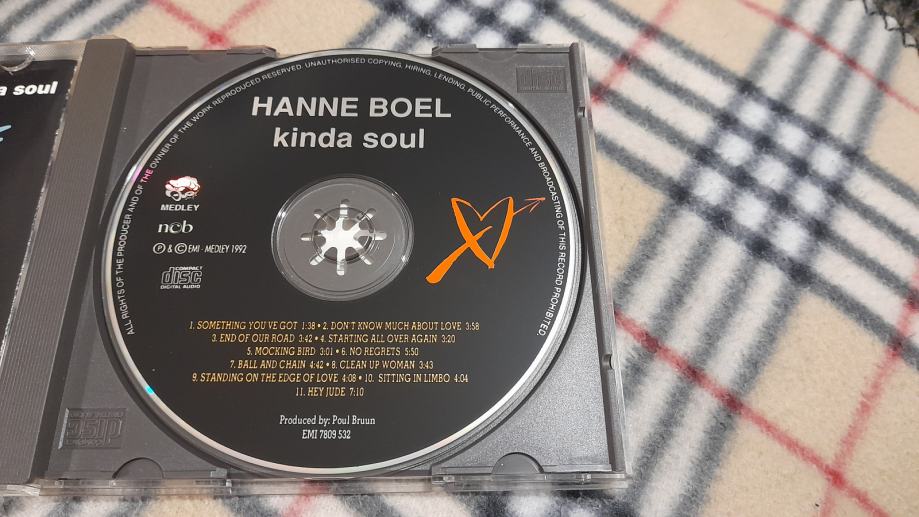 a soul
ALL RIGHTS OF THE PRODUCER AND OF THE OWNER OF THE WORK REPRODUCED RESERVED. UNAUTHORISED COPYING, HIRING, LENDING, PUBLIC PERFORMANCE AND BROADCASTING OF THIS RECORD PROHIBITED.
HANNE BOEL
kinda soul
MEDLEY
ncb
Ⓟ & © EMI - MEDLEY 1992
COMPACT
disc
DIGITAL AUDIO
1. SOMETHING YOU'VE GOT 1:38 • 2. DON'T KNOW MUCH ABOUT LOVE 3:58
3. END OF OUR ROAD 3:42 • 4. STARTING ALL OVER AGAIN 3:20
5. MOCKING BIRD 3:01 • 6. NO REGRETS 5:50
7. BALL AND CHAIN 4:42 • 8. CLEAN UP WOMAN 3:43
9. STANDING ON THE EDGE OF LOVE 4:08 • 10. SITTING IN LIMBO 4:04
11. HEY JUDE 7:10
Produced by: Poul Bruun
EMI 7809 532